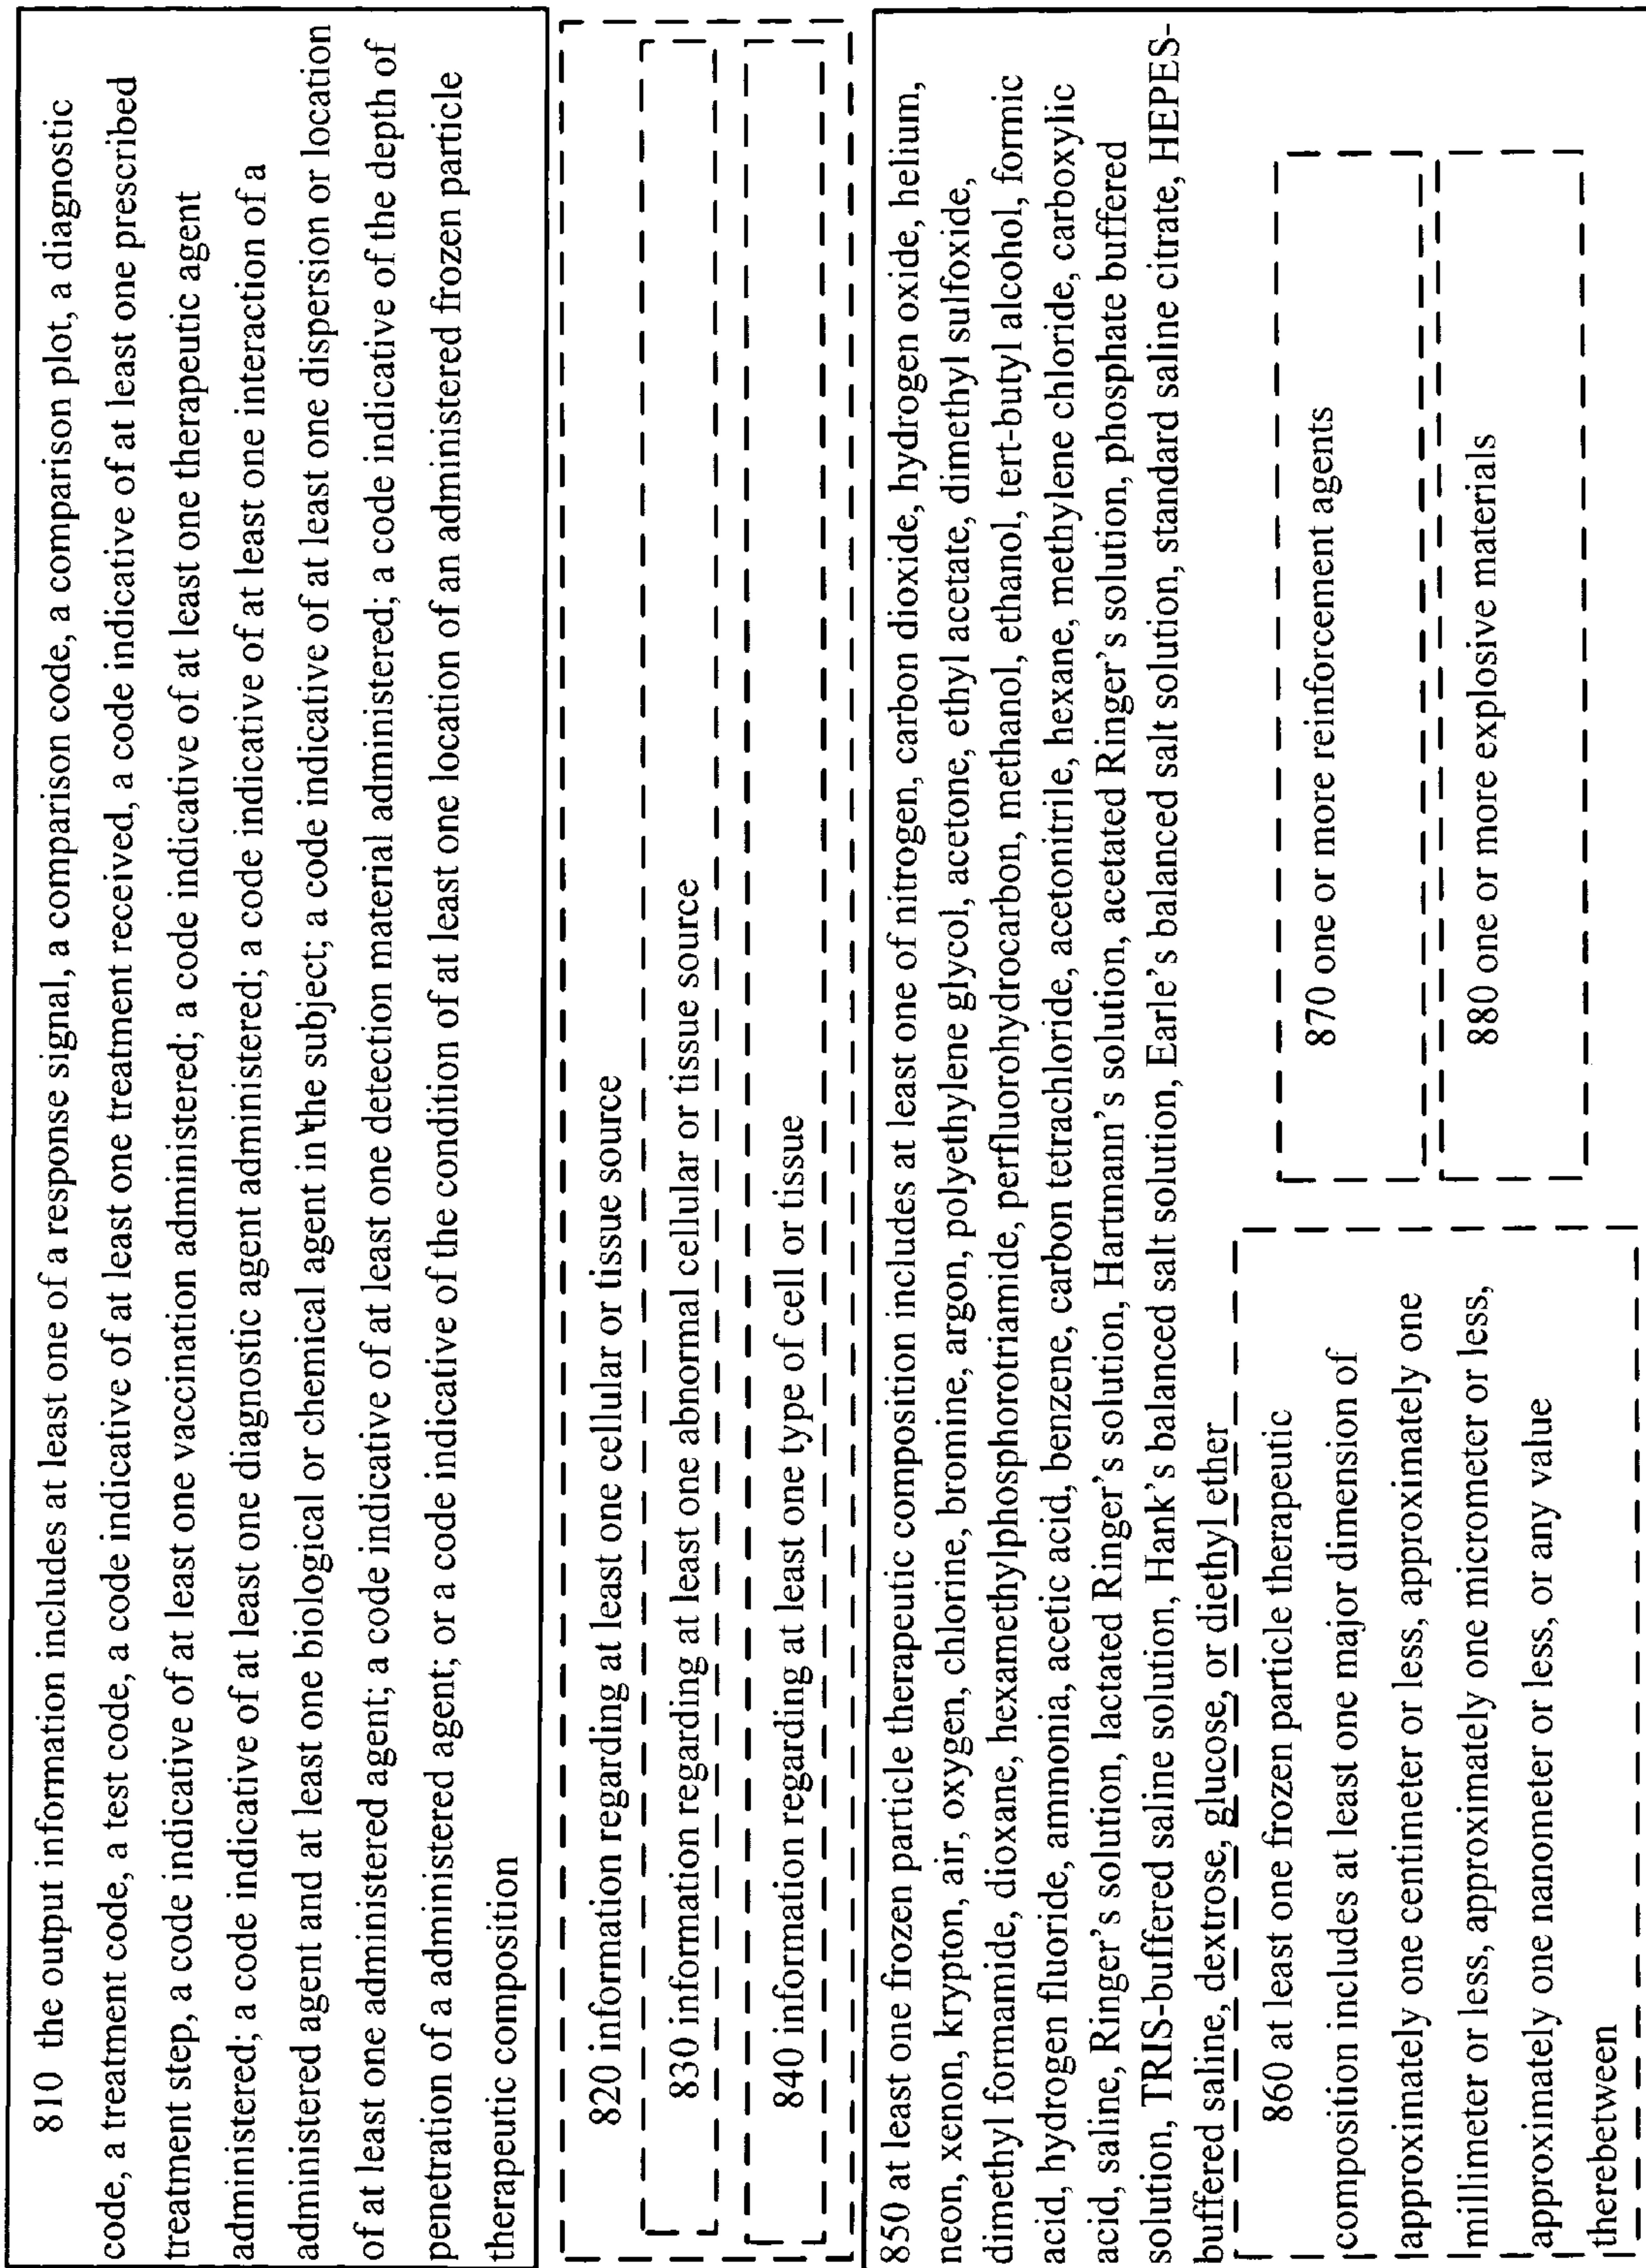 810 the output information includes at least one of a response signal, a comparison code, a comparison plot, a diagnostic
code, a treatment code, a test code, a code indicative of at least one treatment received, a code indicative of at least one prescribed
treatment step, a code indicative of at least one vaccination administered; a code indicative of at least one therapeutic agent
administered; a code indicative of at least one diagnostic agent administered; a code indicative of at least one interaction of a
administered agent and at least one biological or chemical agent in the subject; a code indicative of at least one dispersion or location
of at least one administered agent; a code indicative of at least one detection material administered; a code indicative of the depth of
penetration of a administered agent; or a code indicative of the condition of at least one location of an administered frozen particle
therapeutic composition
820 information regarding at least one cellular or tissue source
830 information regarding at least one abnormal cellular or tissue source
840 information regarding at least one type of cell or tissue
850 at least one frozen particle therapeutic composition includes at least one of nitrogen, carbon dioxide, hydrogen oxide, helium,
neon, xenon, krypton, air, oxygen, chlorine, bromine, argon, polyethylene glycol, acetone, ethyl acetate, dimethyl sulfoxide,
dimethyl formamide, dioxane, hexamethylphosphorotriamide, perfluorohydrocarbon, methanol, ethanol, tert-butyl alcohol, formic
acid, hydrogen fluoride, ammonia, acetic acid, benzene, carbon tetrachloride, acetonitrile, hexane, methylene chloride, carboxylic
acid, saline, Ringer's solution, lactated Ringer's solution, Hartmann's solution, acetated Ringer's solution, phosphate buffered
solution, TRIS-buffered saline solution, Hank's balanced salt solution, Earle's balanced salt solution, standard saline citrate, HEPES-
buffered saline, dextrose, glucose, or diethyl ether
860 at least one frozen particle therapeutic
composition includes at least one major dimension of
approximately one centimeter or less, approximately one
millimeter or less, approximately one micrometer or less,
approximately one nanometer or less, or any value
therebetween
870 one or more reinforcement agents
880 one or more explosive materials